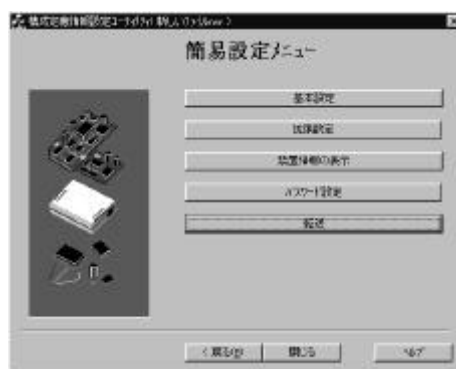 簡易設定メニュー
基本設定
拡張設定
装置情報の表示
パスワード設定
転送
< 戻る(B)
閉じる
ヘルプ